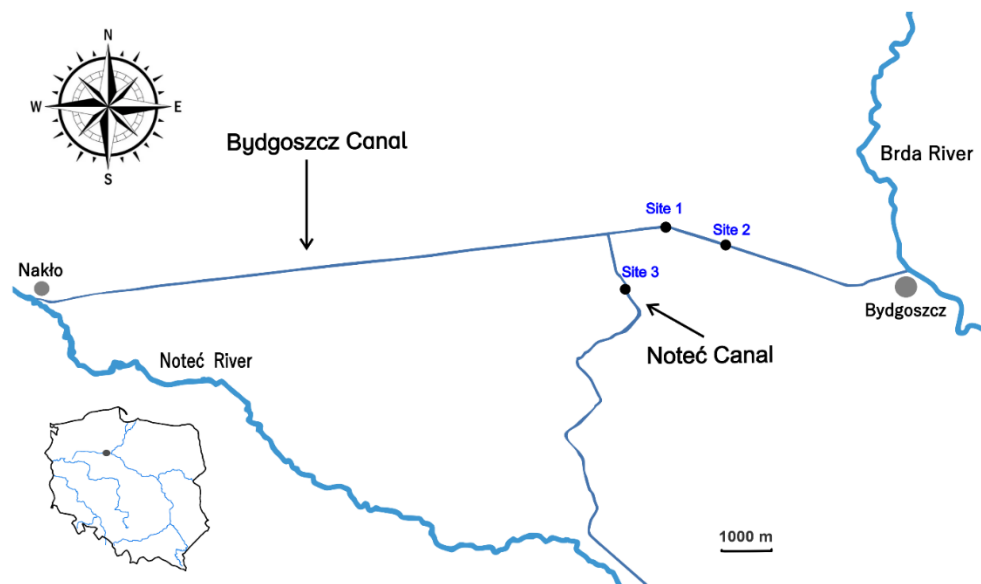 N
W
E
S
Bydgoszcz Canal
Brda River
Site 1
Site 2
Nakło
Site 3
Bydgoszcz
Noteć River
Noteć Canal
1000 m